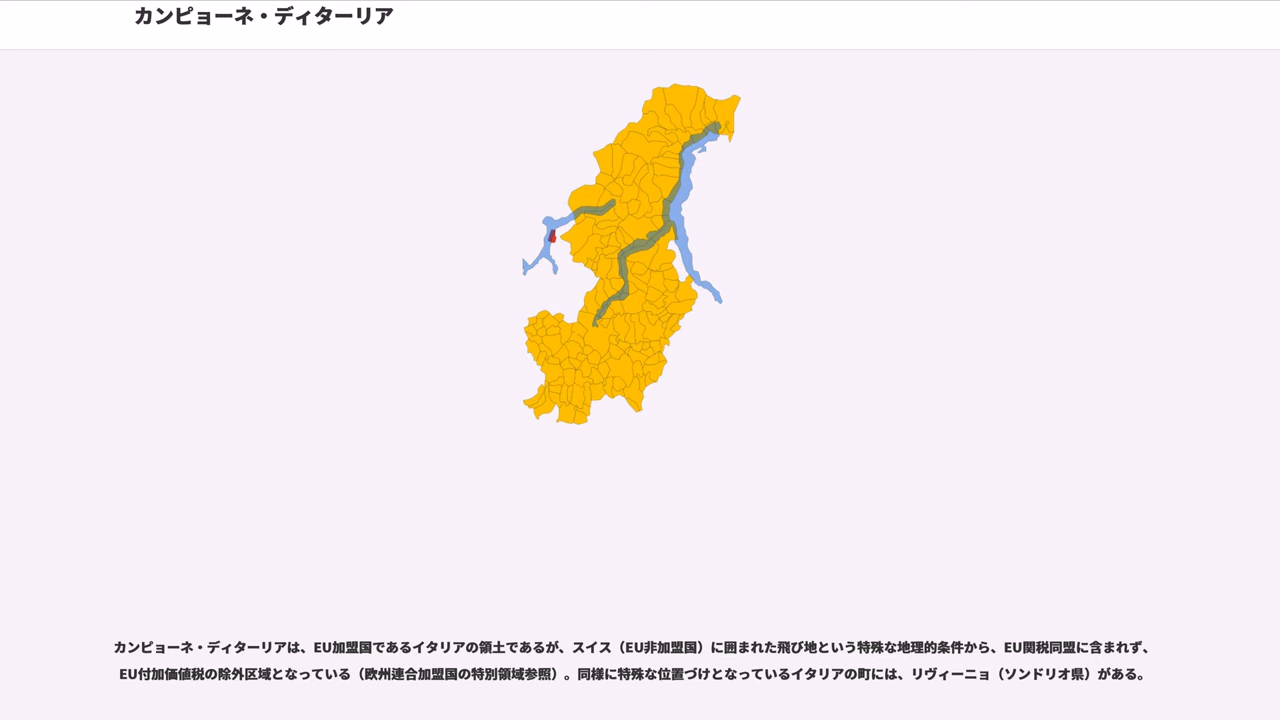 カンピョーネ・ディターリア
カンピョーネ・ディターリアは、EU加盟国であるイタリアの領土であるが、スイス（EU非加盟国）に囲まれた飛び地という特殊な地理的条件から、EU関税同盟に含まれず、
EU付加価値税の除外区域となっている（欧州連合加盟国の特別領域参照）。同様に特殊な位置づけとなっているイタリアの町には、リヴィーニョ（ソンドリオ県）がある。